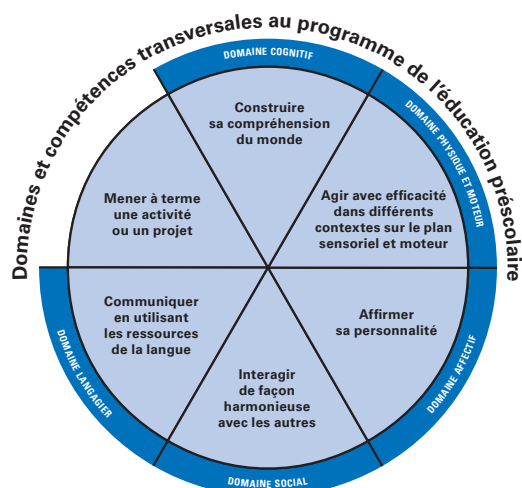 Domaines et compétences transversales au programme de l'éducation préscolaire
DOMAINE COGNITIF
Construire
sa compréhension
du monde
DOMAINE PHYSIQUE ET MOTEUR
Agir avec efficacité
dans différents
contextes sur le plan
sensoriel et moteur
Affirmer
sa personnalité
DOMAINE AFFECTIF
Interagir
de façon
harmonieuse
avec les autres
DOMAINE SOCIAL
Communiquer
en utilisant
les ressources
de la langue
DOMAINE LANGAGIER
Mener à terme
une activité
ou un projet